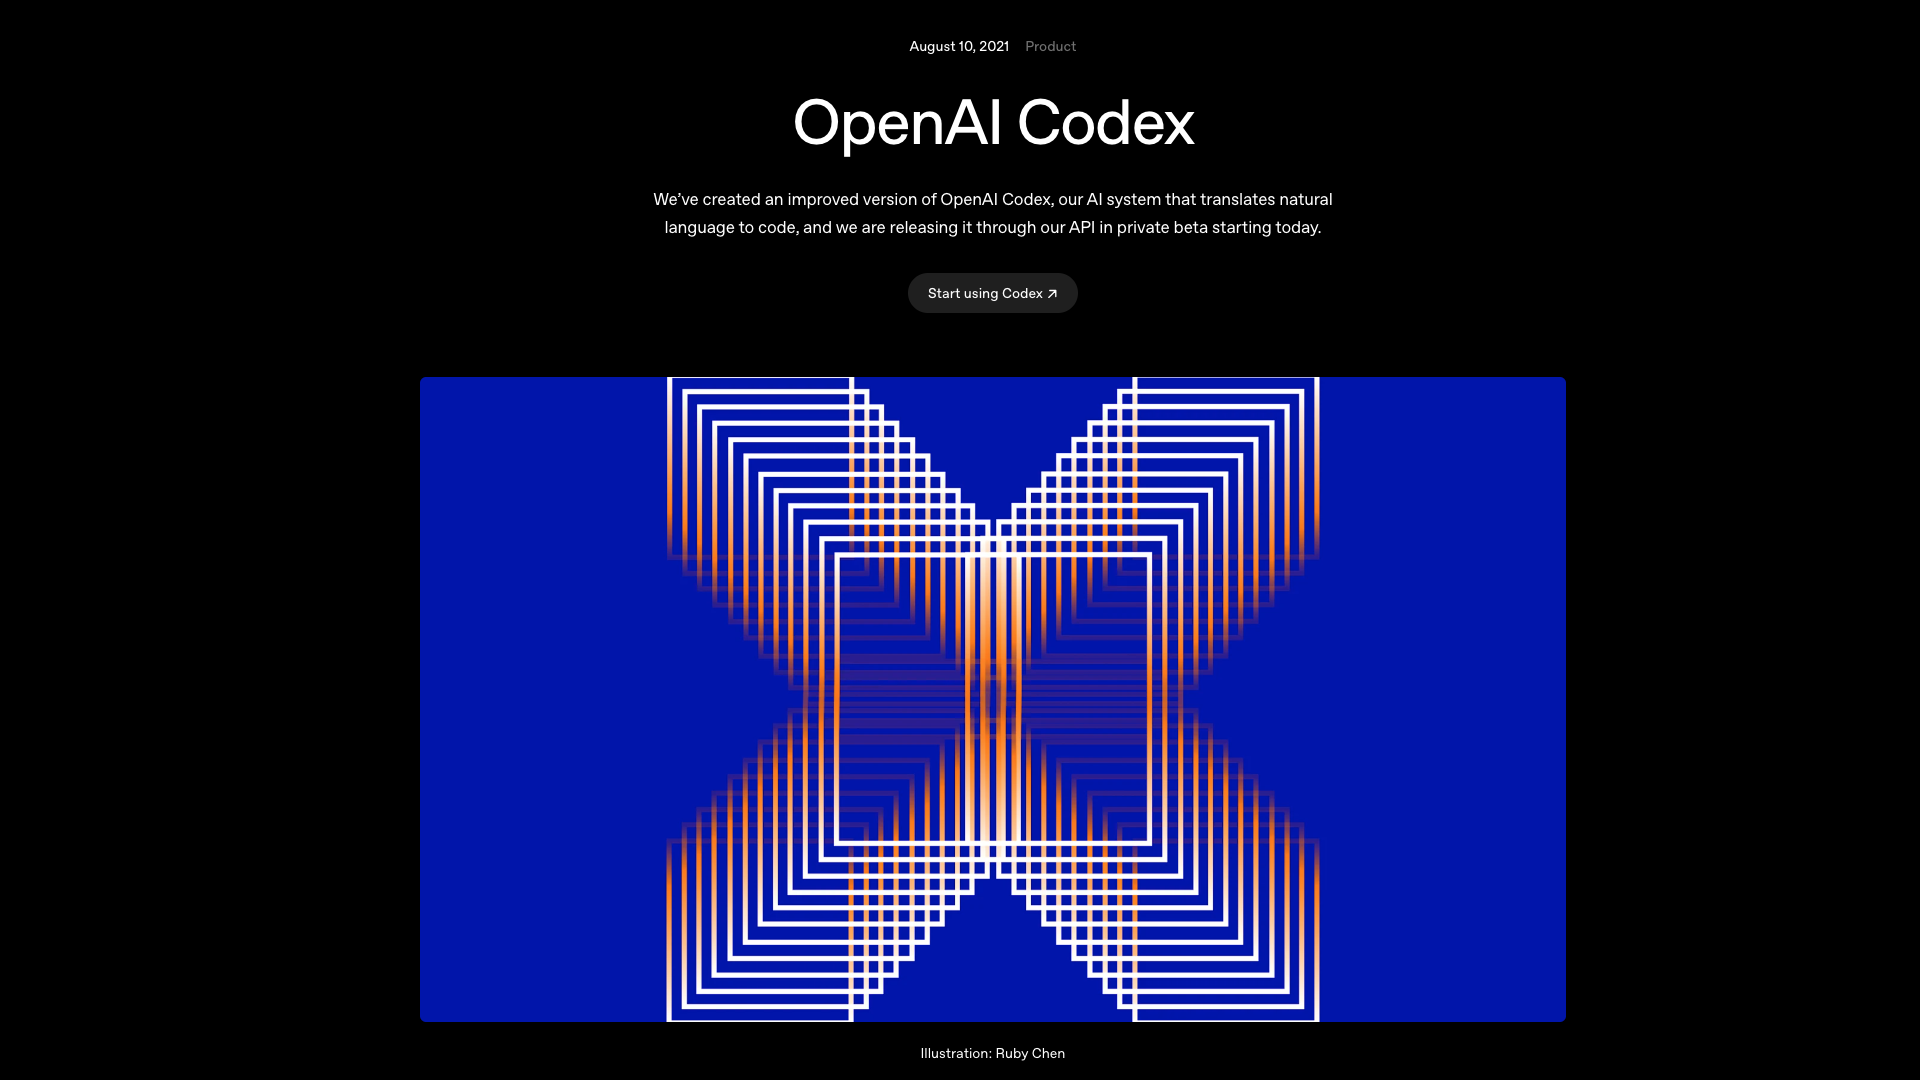 August 10, 2021 Product
OpenAI Codex
We’ve created an improved version of OpenAI Codex, our AI system that translates natural
language to code, and we are releasing it through our API in private beta starting today.
Start using Codex ↗
Illustration: Ruby Chen